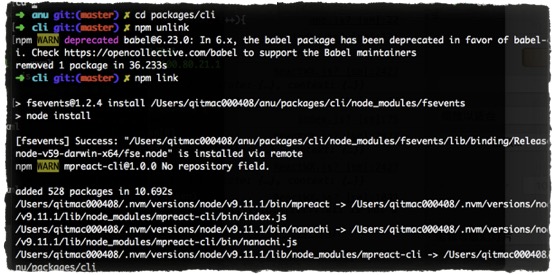 ➜ anu git:(master) ✗ cd packages/cli
➜ cli git:(master) ✗ npm unlink
npm WARN deprecated babel@6.23.0: In 6.x, the babel package has been deprecated in favor of babel-
i. Check https://opencollective.com/babel to support the Babel maintainers
removed 1 package in 36.233s
➜ cli git:(master) ✗ npm link
> fsevents@1.2.4 install /Users/qitmac000408/anu/packages/cli/node_modules/fsevents
> node install
[fsevents] Success: "/Users/qitmac000408/anu/packages/cli/node_modules/fsevents/lib/binding/Releas
node-v59-darwin-x64/fse.node" is installed via remote
npm WARN mpreact-cli@1.0.0 No repository field.
added 528 packages in 10.692s
/Users/qitmac000408/.nvm/versions/node/v9.11.1/bin/mpreact -> /Users/qitmac000408/.nvm/versions/no
/v9.11.1/lib/node_modules/mpreact-cli/bin/index.js
/Users/qitmac000408/.nvm/versions/node/v9.11.1/bin/nanachi -> /Users/qitmac000408/.nvm/versions/no
/v9.11.1/lib/node_modules/mpreact-cli/bin/nanachi.js
/Users/qitmac000408/.nvm/versions/node/v9.11.1/lib/node_modules/mpreact-cli -> /Users/qitmac000408/
nu/packages/cli